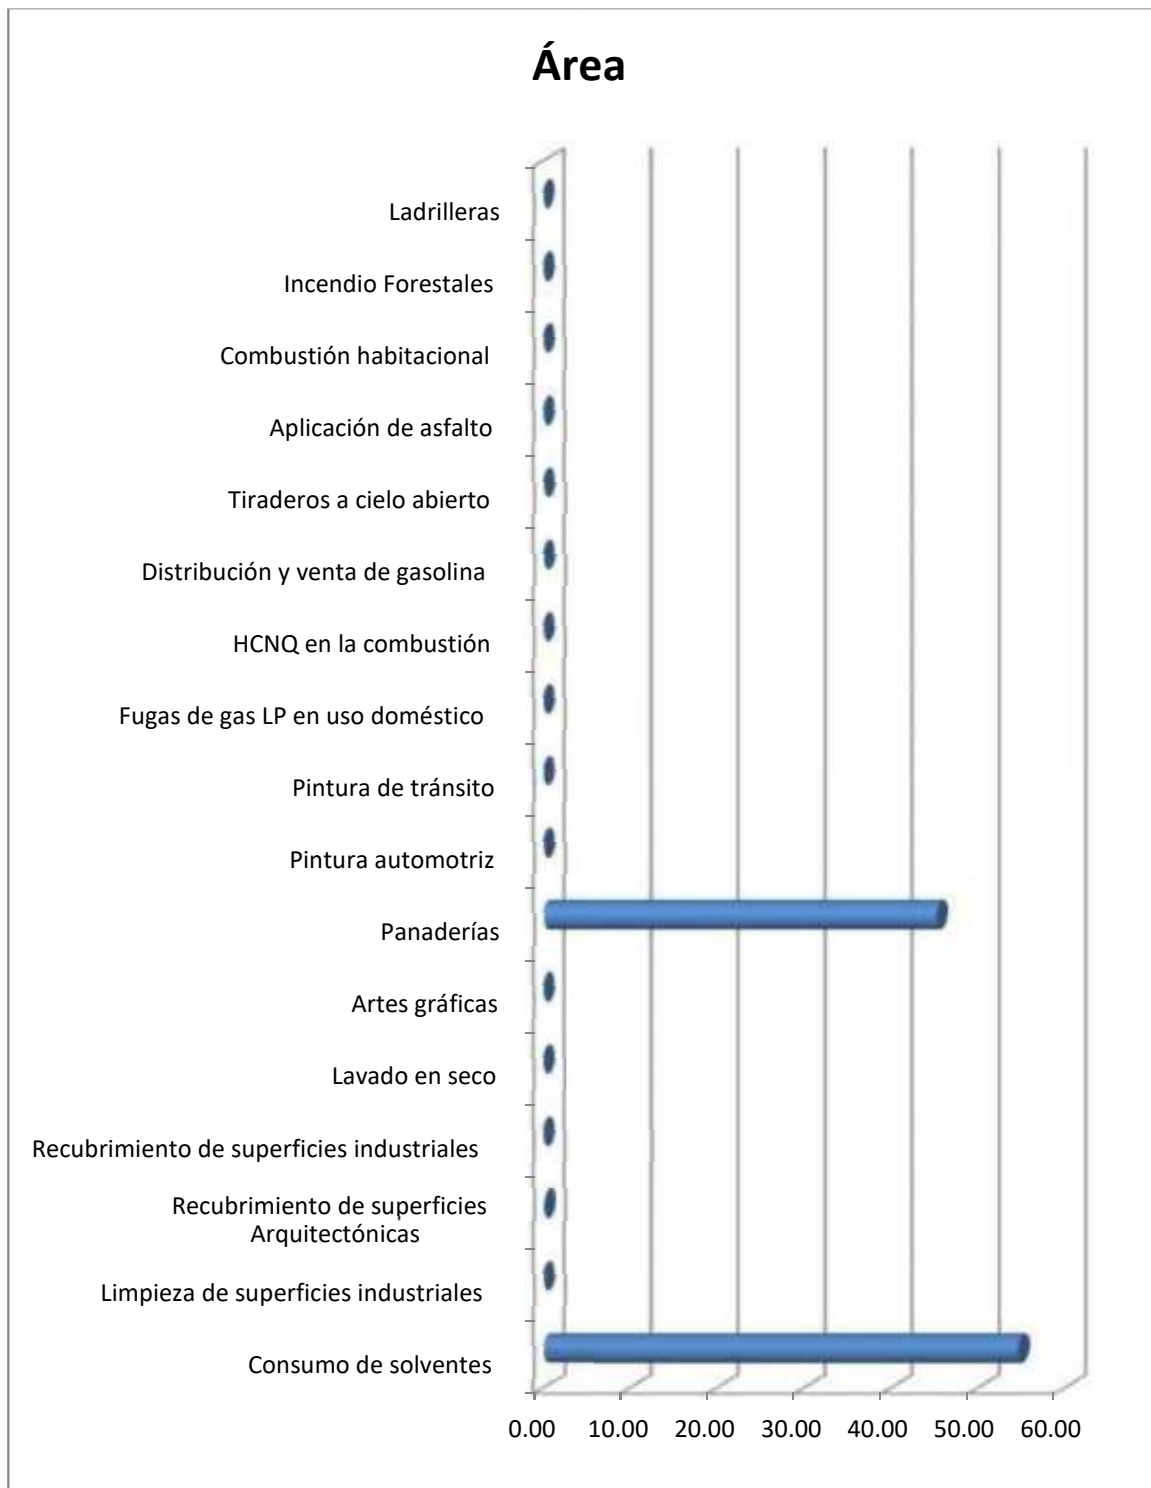 Área
Ladrilleras
Incendio Forestales
Combustión habitacional
Aplicación de asfalto
Tiraderos a cielo abierto
Distribución y venta de gasolina
HCNQ en la combustión
Fugas de gas LP en uso doméstico
Pintura de tránsito
Pintura automotriz
Panaderías
Artes gráficas
Lavado en seco
Recubrimiento de superficies industriales
Recubrimiento de superficies
Arquitectónicas
Limpieza de superficies industriales
Consumo de solventes
0.00 10.00 20.00 30.00 40.00 50.00 60.00